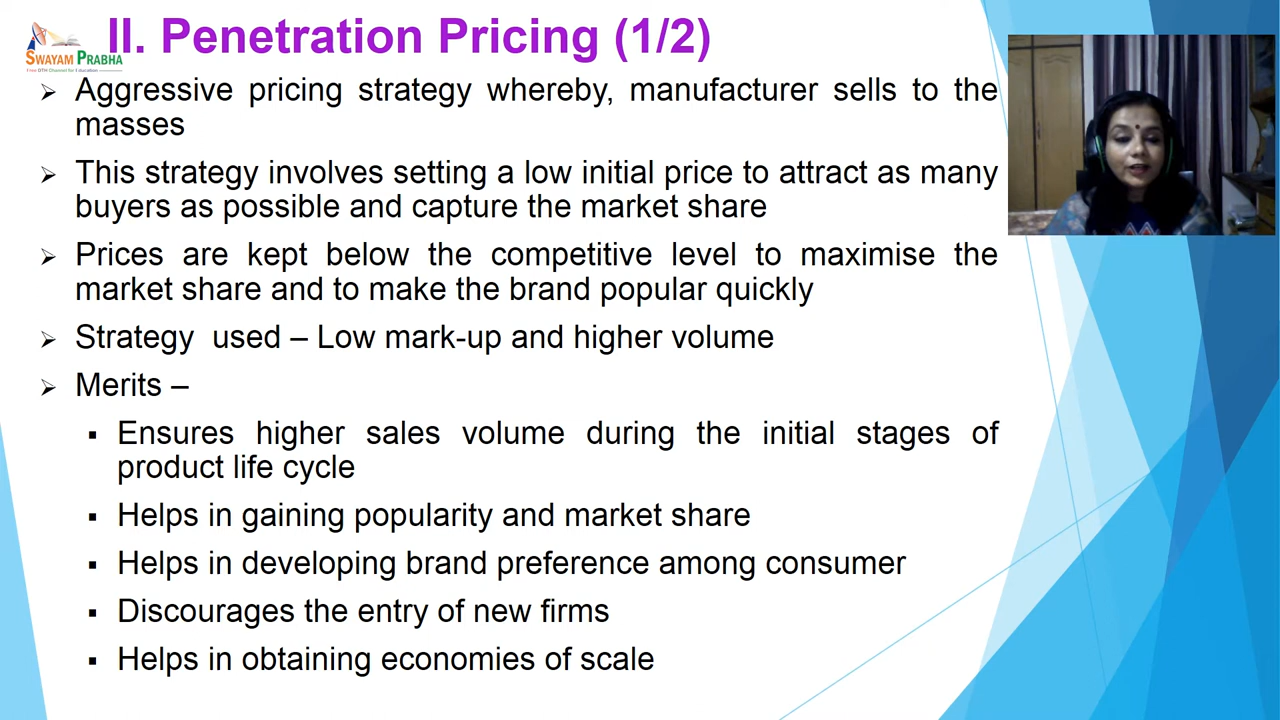 II. Penetration Pricing (1/2)
SWAYAM PRABHA
Free DTH Channel for Education
➢ Aggressive pricing strategy whereby, manufacturer sells to the
masses
➢ This strategy involves setting a low initial price to attract as many
buyers as possible and capture the market share
➢ Prices are kept below the competitive level to maximise the
market share and to make the brand popular quickly
➢ Strategy used – Low mark-up and higher volume
➢ Merits –
▪ Ensures higher sales volume during the initial stages of
product life cycle
▪ Helps in gaining popularity and market share
▪ Helps in developing brand preference among consumer
▪ Discourages the entry of new firms
▪ Helps in obtaining economies of scale